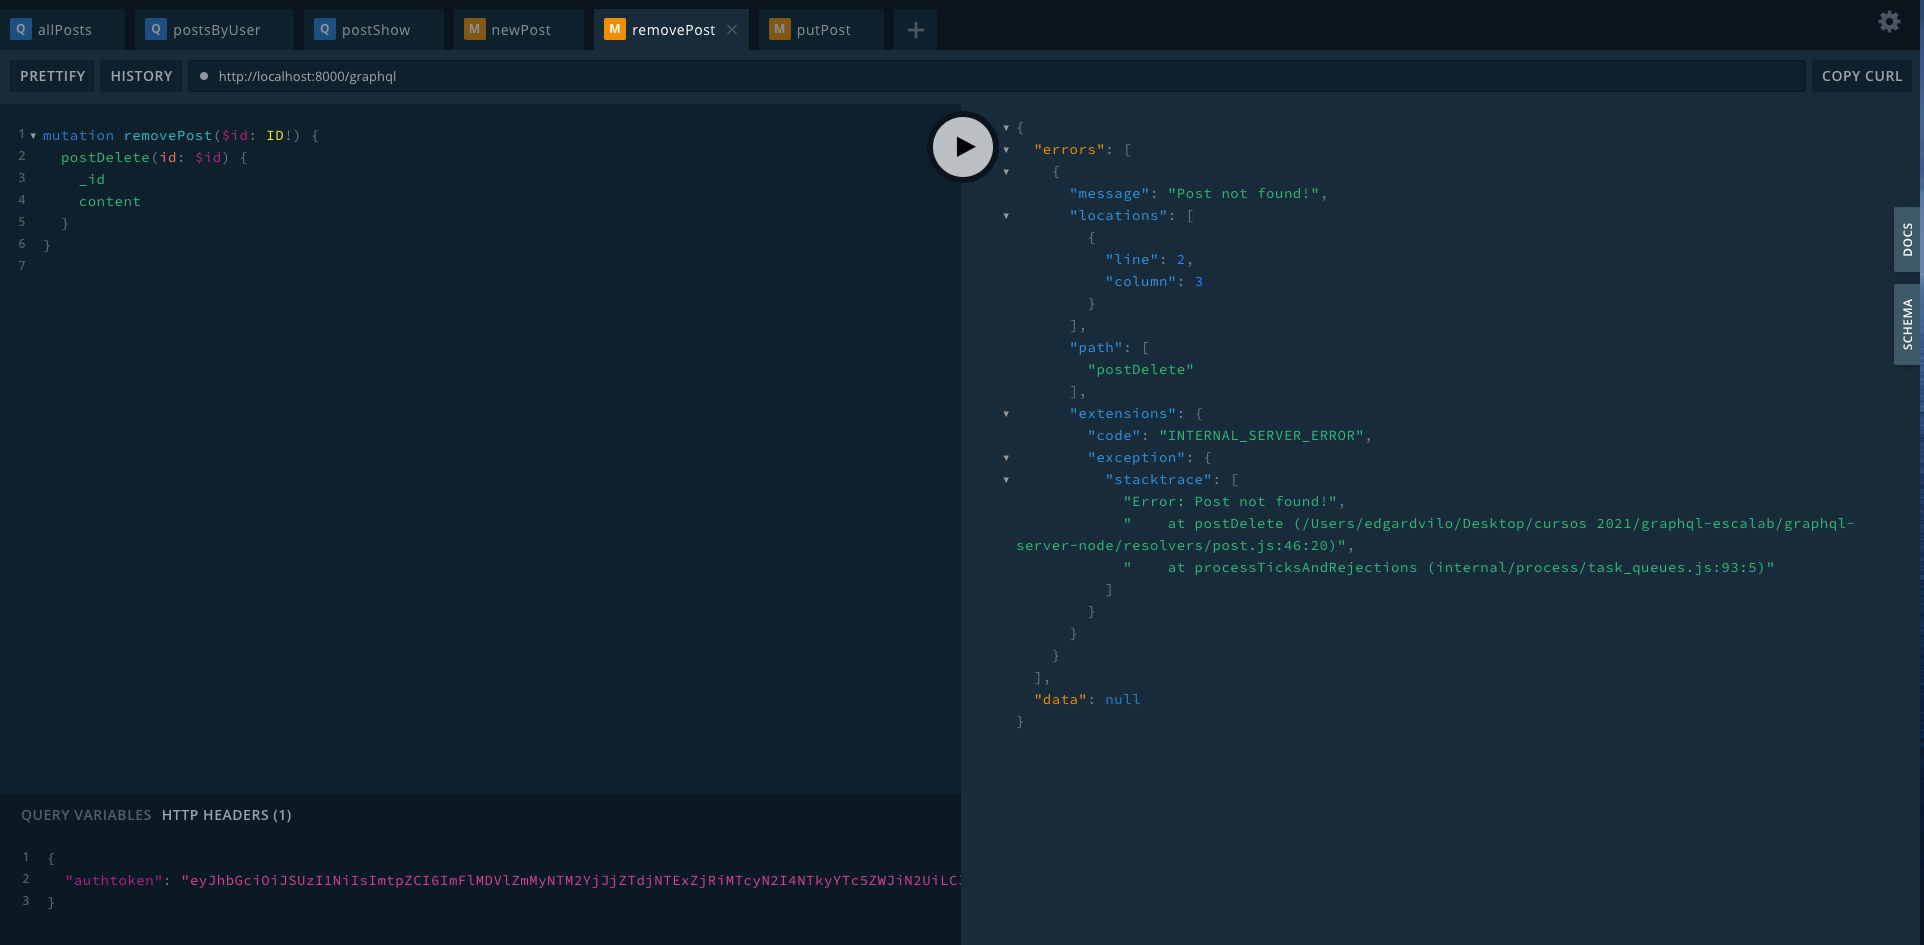 Q allPosts Q postsByUser Q postShow M newPost M removePost M putPost
PRETTIFY HISTORY http://localhost:8000/graphql COPY CURL
1 mutation removePost($id: ID!) {
2 postDelete(id: $id) {
3 _id
4 content
5 }
6 }
7
{
"errors": [
{
"message": "Post not found!",
"locations": [
{
"line": 2,
"column": 3
}
],
"path": [
"postDelete"
],
"extensions": {
"code": "INTERNAL_SERVER_ERROR",
"exception": {
"stacktrace": [
"Error: Post not found!",
"    at postDelete (/Users/edgardvilo/Desktop/cursos 2021/graphql-escalab/graphql-
server-node/resolvers/post.js:46:20)",
"    at processTicksAndRejections (internal/process/task_queues.js:93:5)"
]
}
}
}
],
"data": null
}
DOCS
SCHEMA
QUERY VARIABLES HTTP HEADERS (1)
1 {
2 "authtoken": "eyJhbGciOiJSUzI1NiIsImtpZCI6ImFlMDVlZmMyNTM2YjJjZTdjNTExZjRiMTcyN2I4NTkyYTc5ZWJiN2UiLC
3 }